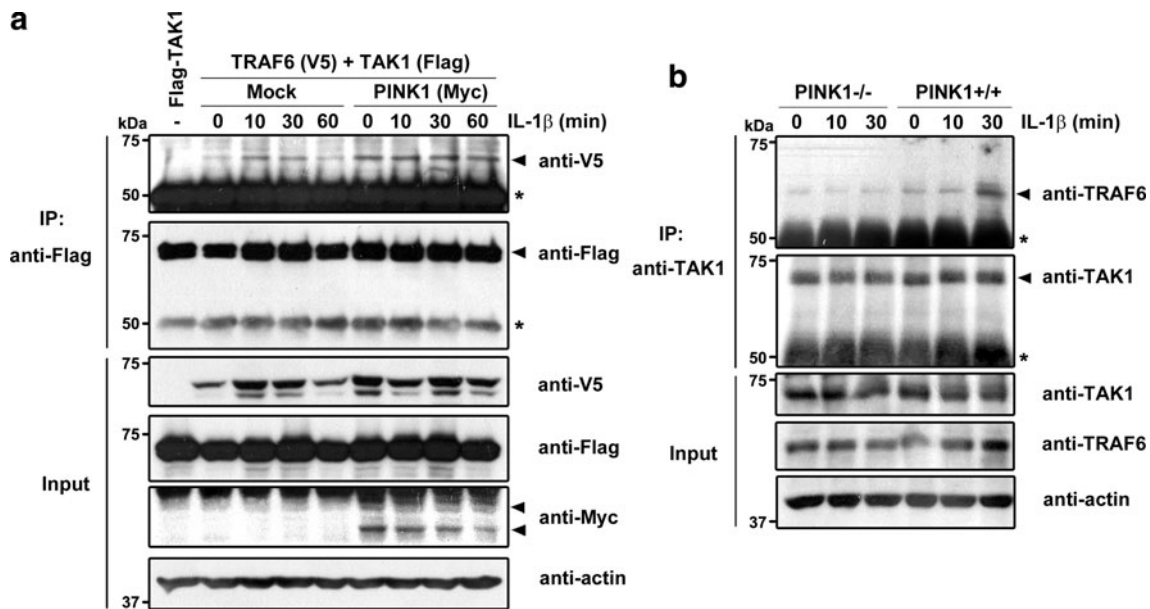 a
Flag-TAK1
TRAF6 (V5) + TAK1 (Flag)
Mock PINK1 (Myc)
kDa - 0 10 30 60 0 10 30 60 IL-1β (min)
75
anti-V5
50 *
IP:
anti-Flag
75
anti-Flag
50 *
Input
75
anti-V5
75
anti-Flag
anti-Myc
anti-actin
37
b
PINK1-/- PINK1+/+
kDa 0 10 30 0 10 30 IL-1β (min)
75
anti-TRAF6
50 *
IP:
anti-TAK1
75
anti-TAK1
50 *
Input
75
anti-TAK1
anti-TRAF6
anti-actin
37